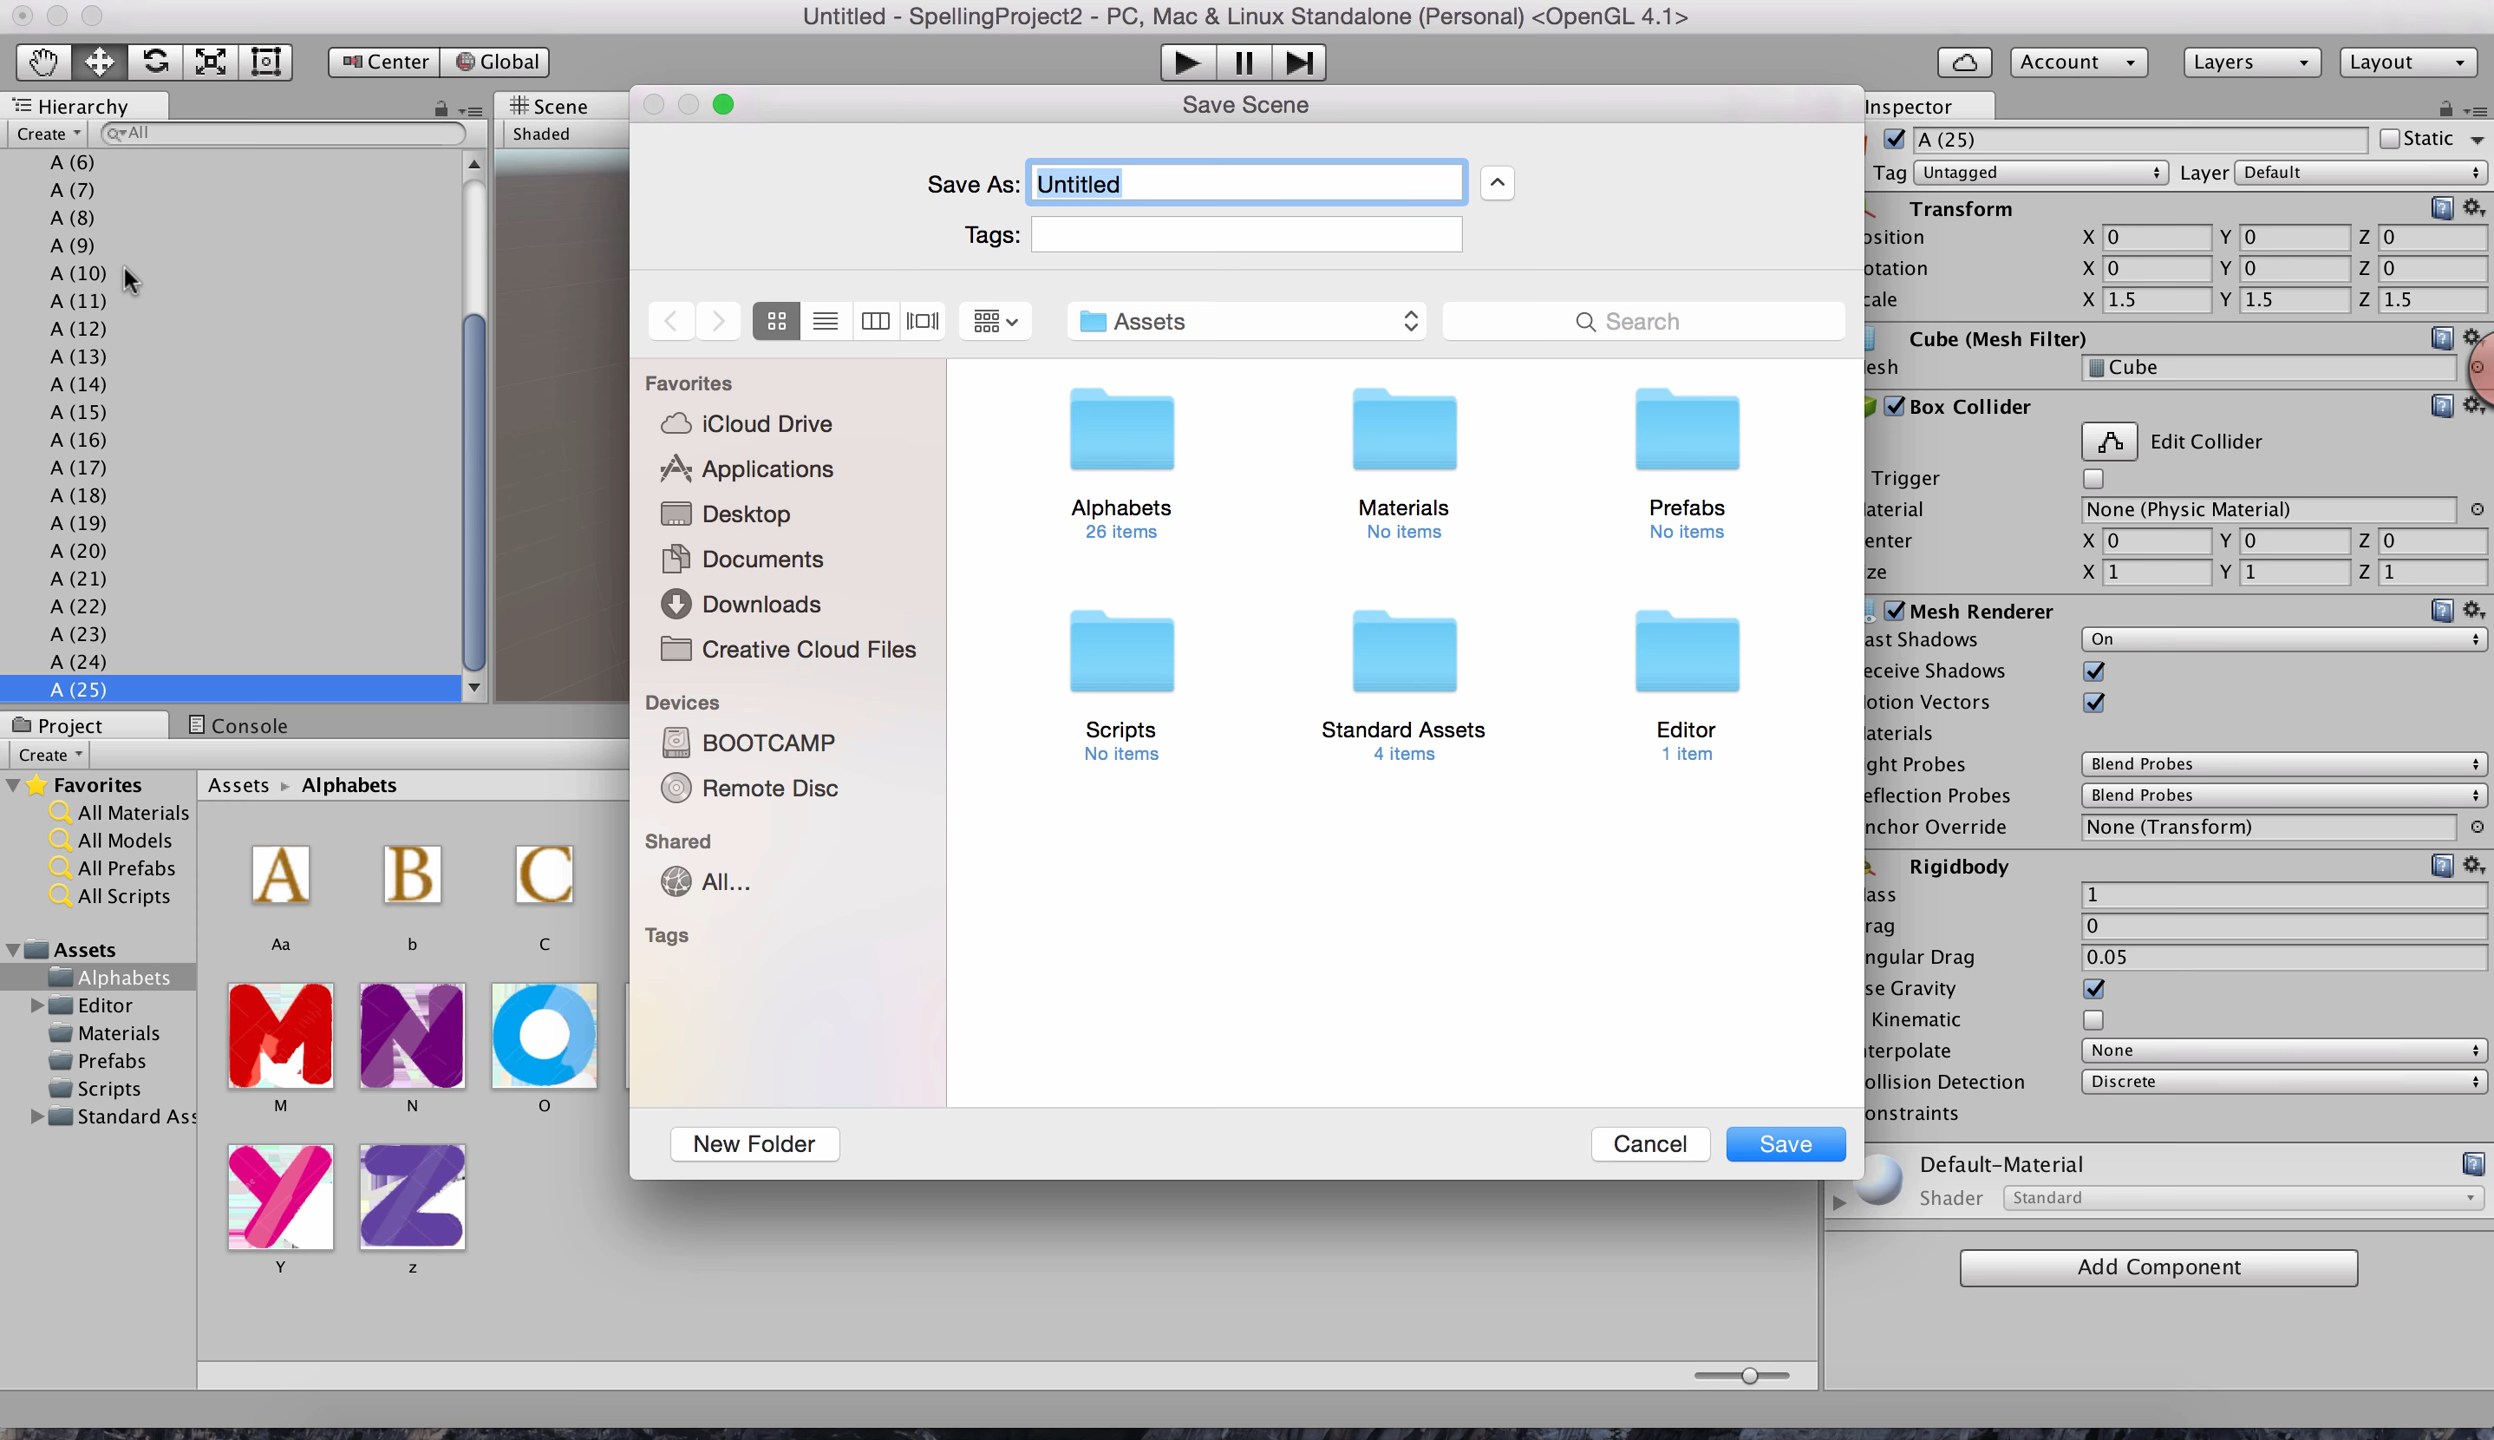 Untitled - SpellingProject2 - PC, Mac & Linux Standalone (Personal) <OpenGL 4.1>
Center
Global
Account
Layers
Layout
Hierarchy
Create
All
A (6)
A (7)
A (8)
A (9)
A (10)
A (11)
A (12)
A (13)
A (14)
A (15)
A (16)
A (17)
A (18)
A (19)
A (20)
A (21)
A (22)
A (23)
A (24)
A (25)
Scene
Shaded
Save Scene
Save As: Untitled
Tags:
Assets
Search
Favorites
iCloud Drive
Applications
Desktop
Documents
Downloads
Creative Cloud Files
Devices
BOOTCAMP
Remote Disc
Shared
All...
Tags
Alphabets
26 items
Materials
No items
Prefabs
No items
Scripts
No items
Standard Assets
4 items
Editor
1 item
New Folder
Cancel
Save
Project
Console
Create
Favorites
All Materials
All Models
All Prefabs
All Scripts
Assets
Alphabets
Editor
Materials
Prefabs
Scripts
Standard Ass
Assets
Alphabets
A
B
C
Aa
b
C
M
N
O
M
N
O
Y
Z
Y
z
Inspector
A (25)
Static
Tag Untagged
Layer Default
Transform
osition X 0 Y 0 Z 0
otation X 0 Y 0 Z 0
cale X 1.5 Y 1.5 Z 1.5
Cube (Mesh Filter)
esh Cube
Box Collider
Edit Collider
Trigger
aterial None (Physic Material)
enter X 0 Y 0 Z 0
ze X 1 Y 1 Z 1
Mesh Renderer
ast Shadows On
eceive Shadows
otion Vectors
aterials
ght Probes Blend Probes
eflection Probes Blend Probes
nchor Override None (Transform)
Rigidbody
ass 1
rag 0
ngular Drag 0.05
se Gravity
Kinematic
terpolate None
ollision Detection Discrete
onstraints
Default-Material
Shader Standard
Add Component